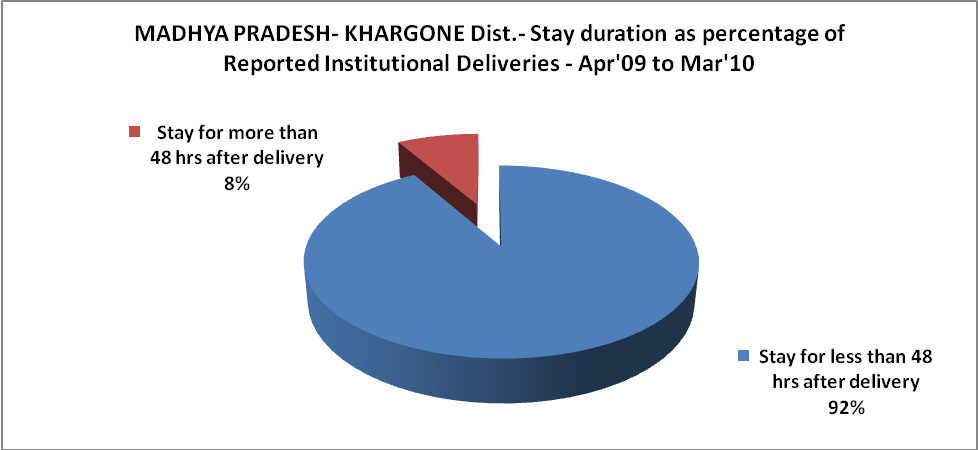 MADHYA PRADESH- KHARGONE Dist.- Stay duration as percentage of
Reported Institutional Deliveries - Apr'09 to Mar'10
Stay for more than
48 hrs after delivery
8%
Stay for less than 48
hrs after delivery
92%